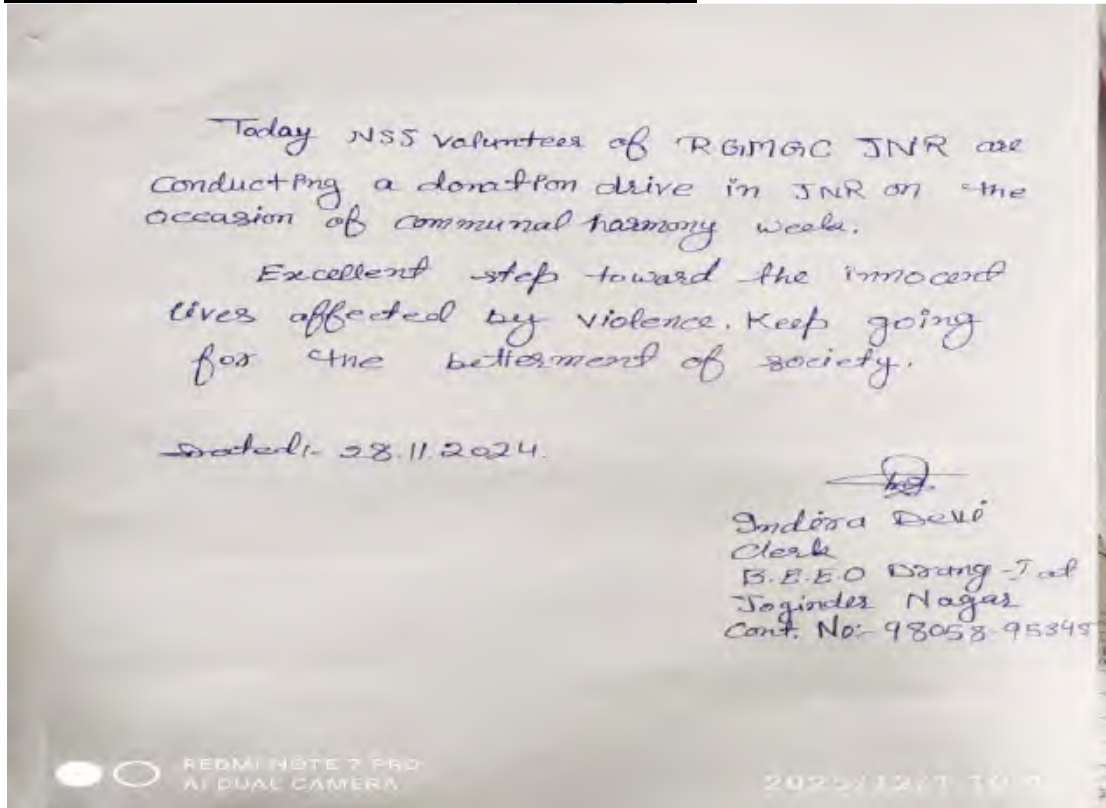 Today NSS Volunteer of RGMGC JNR are
conducting a donation drive in JNR on the
occasion of communal harmony week.
Excellent step toward the innocent
lives affected by violence. Keep going
for the betterment of society.
Dated:- 28.11.2024.
Indira Devi
Clerk
B.E.E.O Drang-I at
Joginder Nagar
Cont. No:- 98058-95345
REDMI NOTE 7 PRO
AI DUAL CAMERA
2025/12/1